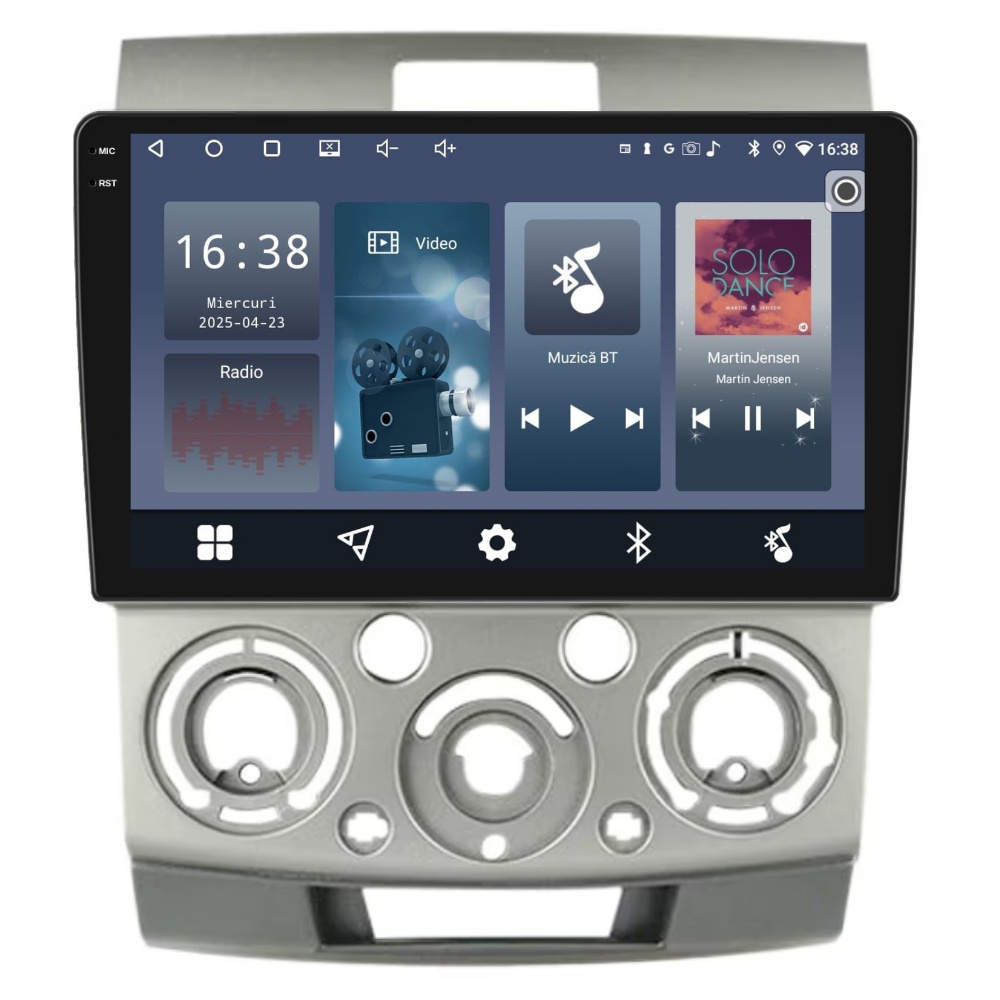 MIC
RST
16:38
16:38
Miercuri
2025-04-23
Radio
Video
Muzică BT
SOLO
DANCE
MARTIN JENSEN
MartinJensen
Martin Jensen